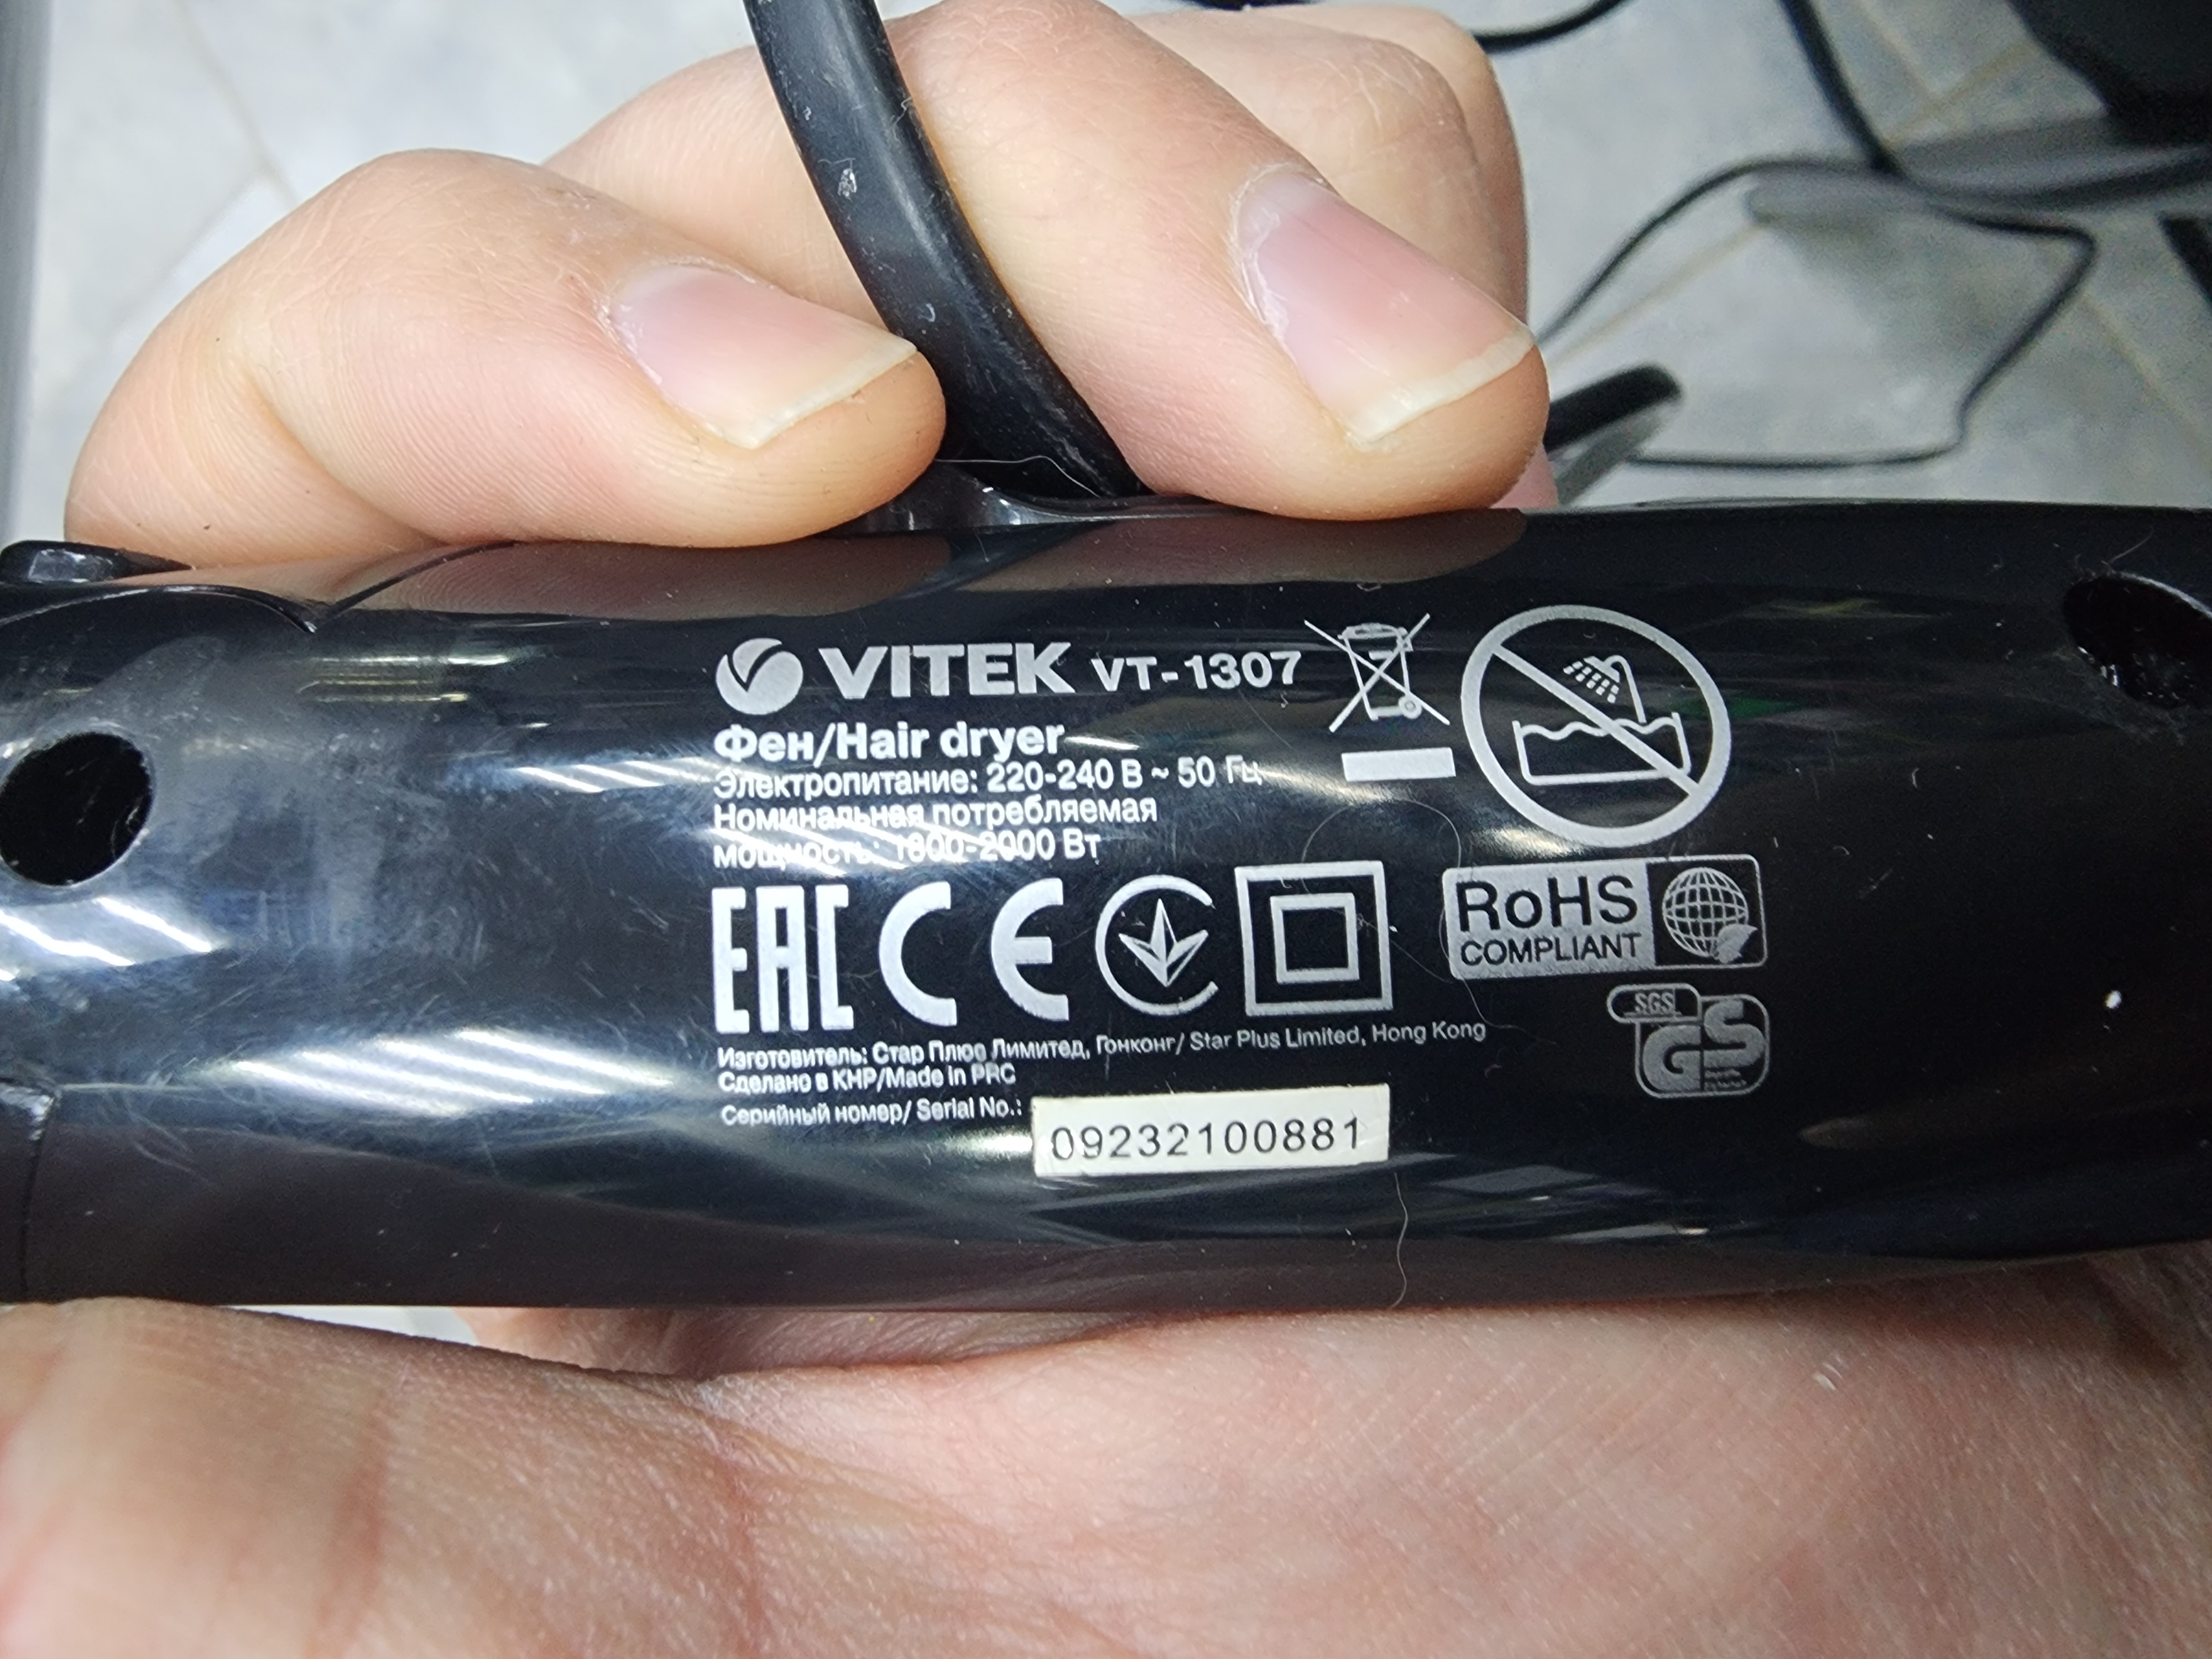 VITEK VT-1307
Фен/Hair dryer
Электропитание: 220-240 В ~ 50 Гц
Номинальная потребляемая
мощность: 1800-2000 Вт
EAC CE
RoHS
COMPLIANT
SGS
GS
Изготовитель: Стар Плюс Лимитед, Гонконг/ Star Plus Limited, Hong Kong
Сделано в КНР/Made in PRC
Серийный номер/ Serial No.:
09232100881